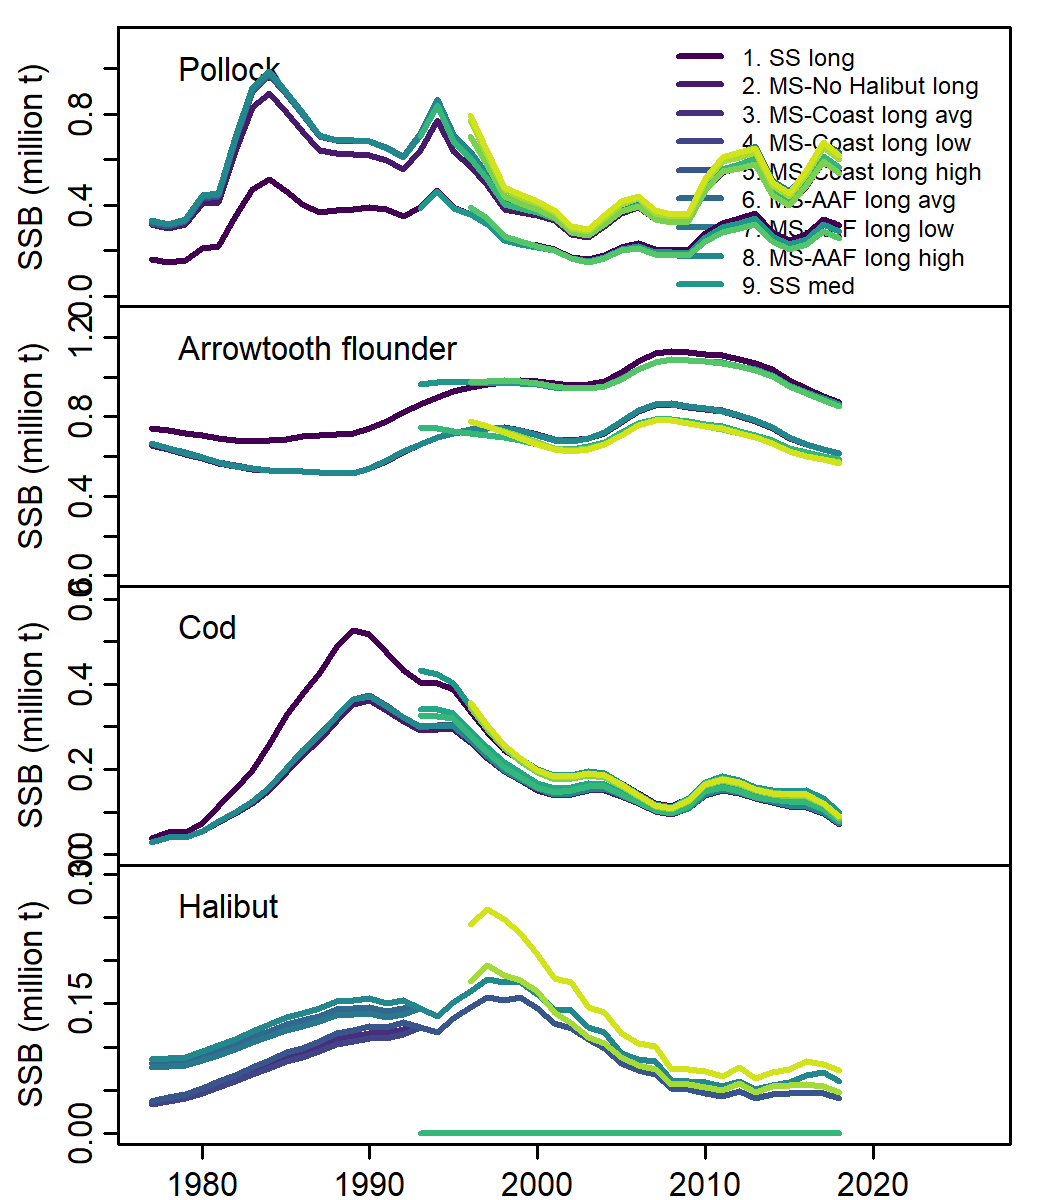 Pollock
SSB (million t)
0.8
0.4
0.0
1. SS long
2. MS-No Halibut long
3. MS-Coast long avg
4. MS-Coast long low
5. MS-Coast long high
6. MS-AAF long avg
7. MS-AAF long low
8. MS-AAF long high
9. SS med
Arrowtooth flounder
SSB (million t)
1.20
0.8
0.4
0.0
Cod
SSB (million t)
0.6
0.4
0.2
0.0
Halibut
SSB (million t)
0.30
0.15
0.00
1980 1990 2000 2010 2020